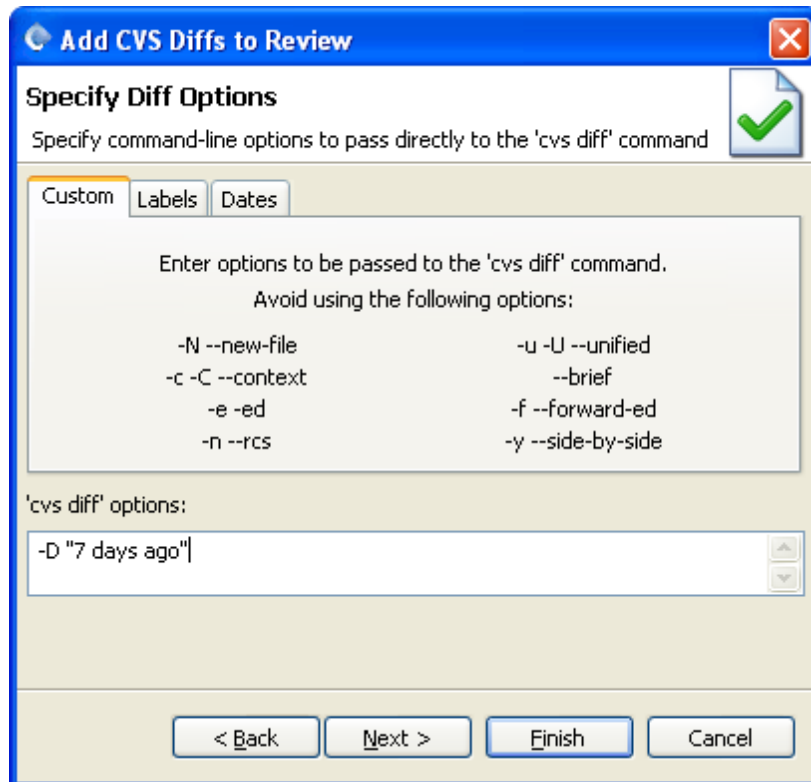 Add CVS Diffs to Review
Specify Diff Options
Specify command-line options to pass directly to the 'cvs diff' command
Custom Labels Dates
Enter options to be passed to the 'cvs diff' command.
Avoid using the following options:
-N --new-file -u -U --unified
-c -C --context --brief
-e -ed -f --forward-ed
-n --rcs -y --side-by-side
'cvs diff' options:
-D "7 days ago"
< Back Next > Finish Cancel